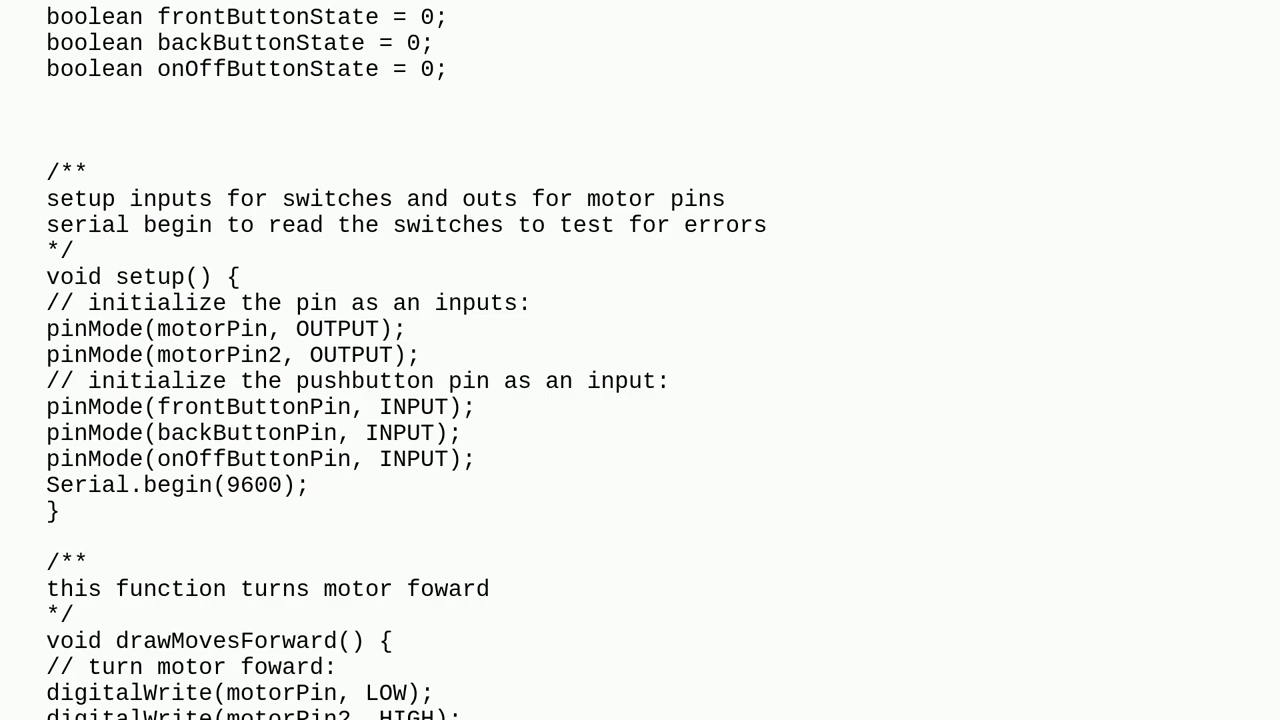 boolean frontButtonState = 0;
boolean backButtonState = 0;
boolean onOffButtonState = 0;
/**
setup inputs for switches and outs for motor pins
serial begin to read the switches to test for errors
*/
void setup() {
// initialize the pin as an inputs:
pinMode(motorPin, OUTPUT);
pinMode(motorPin2, OUTPUT);
// initialize the pushbutton pin as an input:
pinMode(frontButtonPin, INPUT);
pinMode(backButtonPin, INPUT);
pinMode(onOffButtonPin, INPUT);
Serial.begin(9600);
}
/**
this function turns motor foward
*/
void drawMovesForward() {
// turn motor foward:
digitalWrite(motorPin, LOW);
digitalWrite(motorPin2, HIGH);